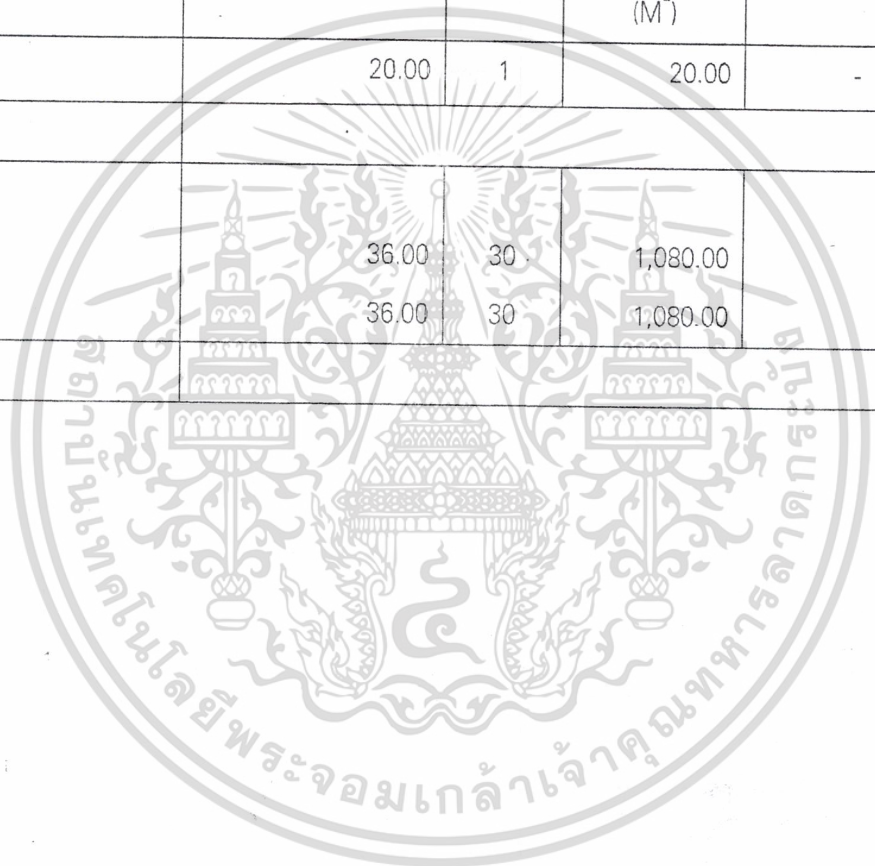 (M²)
20.00 1 20.00 -
36.00 30 1,080.00
36.00 30 1,080.00
สถาบันเทคโนโลยีพระจอมเกล้าเจ้าคุณทหารลาดกระบัง